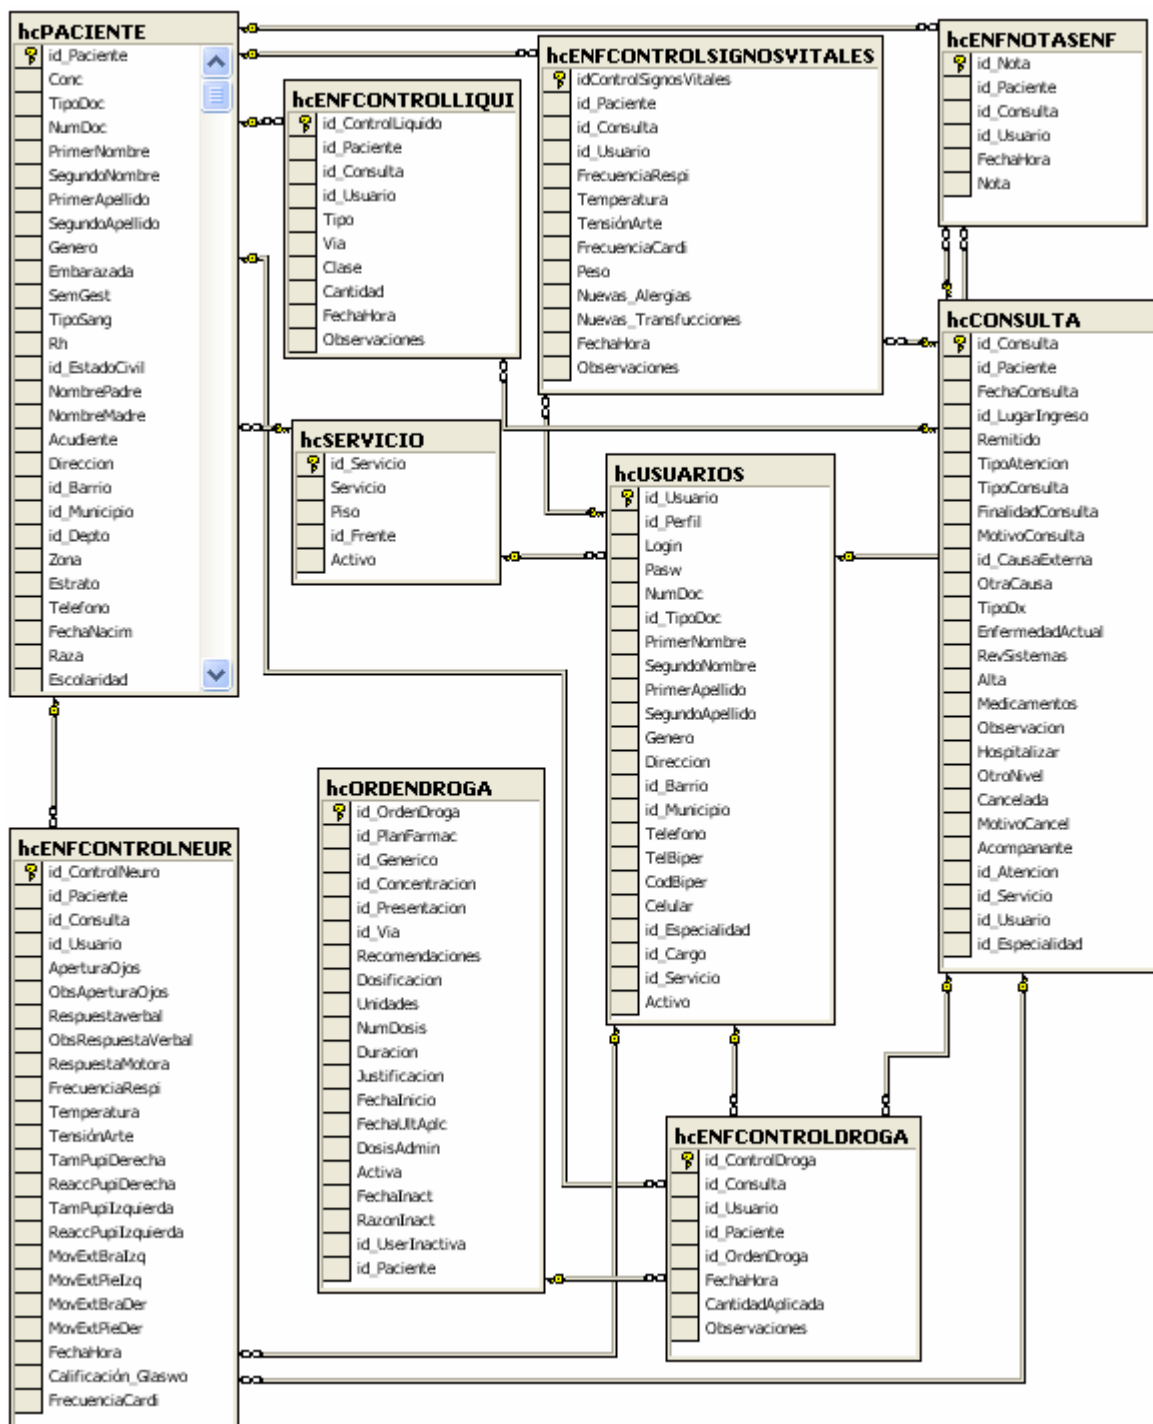 hcPACIENTE
id_Paciente
Conc
TipoDoc
NumDoc
PrimerNombre
SegundoNombre
PrimerApellido
SegundoApellido
Genero
Embarazada
SemGest
TipoSang
Rh
id_EstadoCivil
NombrePadre
NombreMadre
Acudiente
Direccion
id_Barrio
id_Municipio
id_Depto
Zona
Estrato
Telefono
FechaNacim
Raza
Escolaridad
hcENFCONTROLLIQUI
id_ControlLiquido
id_Paciente
id_Consulta
id_Usuario
Tipo
Via
Clase
Cantidad
FechaHora
Observaciones
hcENFCONTROLSIGNOSVITALES
idControlSignosVitales
id_Paciente
id_Consulta
id_Usuario
FrecuenciaRespi
Temperatura
TensiónArte
FrecuenciaCardi
Peso
Nuevas_Alergias
Nuevas_Transfucciones
FechaHora
Observaciones
hcENFNOTASENF
id_Nota
id_Paciente
id_Consulta
id_Usuario
FechaHora
Nota
hcSERVICIO
id_Servicio
Servicio
Piso
id_Frente
Activo
hcUSUARIOS
id_Usuario
id_Perfil
Login
Pasw
NumDoc
id_TipoDoc
PrimerNombre
SegundoNombre
PrimerApellido
SegundoApellido
Genero
Direccion
id_Barrio
id_Municipio
Telefono
TelBiper
CodBiper
Celular
id_Especialidad
id_Cargo
id_Servicio
Activo
hcCONSULTA
id_Consulta
id_Paciente
FechaConsulta
id_LugarIngreso
Remitido
TipoAtencion
TipoConsulta
FinalidadConsulta
MotivoConsulta
id_CausaExterna
OtraCausa
TipoDx
EnfermedadActual
RevSistemas
Alta
Medicamentos
Observacion
Hospitalizar
OtroNivel
Cancelada
MotivoCancel
Acompanante
id_Atencion
id_Servicio
id_Usuario
id_Especialidad
hcENFCONTROLNEUR
id_ControlNeuro
id_Paciente
id_Consulta
id_Usuario
AperturaOjos
ObsAperturaOjos
Respuestaverbal
ObsRespuestaVerbal
RespuestaMotora
FrecuenciaRespi
Temperatura
TensiónArte
TamPupiDerecha
ReaccPupiDerecha
TamPupiIzquierda
ReaccPupiIzquierda
MovExtBraIzq
MovExtPieIzq
MovExtBraDer
MovExtPieDer
FechaHora
Calificación_Glaswo
FrecuenciaCardi
hcORDENDROGA
id_OrdenDroga
id_PlanFarmac
id_Generico
id_Concentracion
id_Presentacion
id_Via
Recomendaciones
Dosificacion
Unidades
NumDosis
Duracion
Justificacion
FechaInicio
FechaUltAplc
DosisAdmin
Activa
FechaInact
RazonInact
id_UserInactiva
id_Paciente
hcENFCONTROLDROGA
id_ControlDroga
id_Consulta
id_Usuario
id_Paciente
id_OrdenDroga
FechaHora
CantidadAplicada
Observaciones